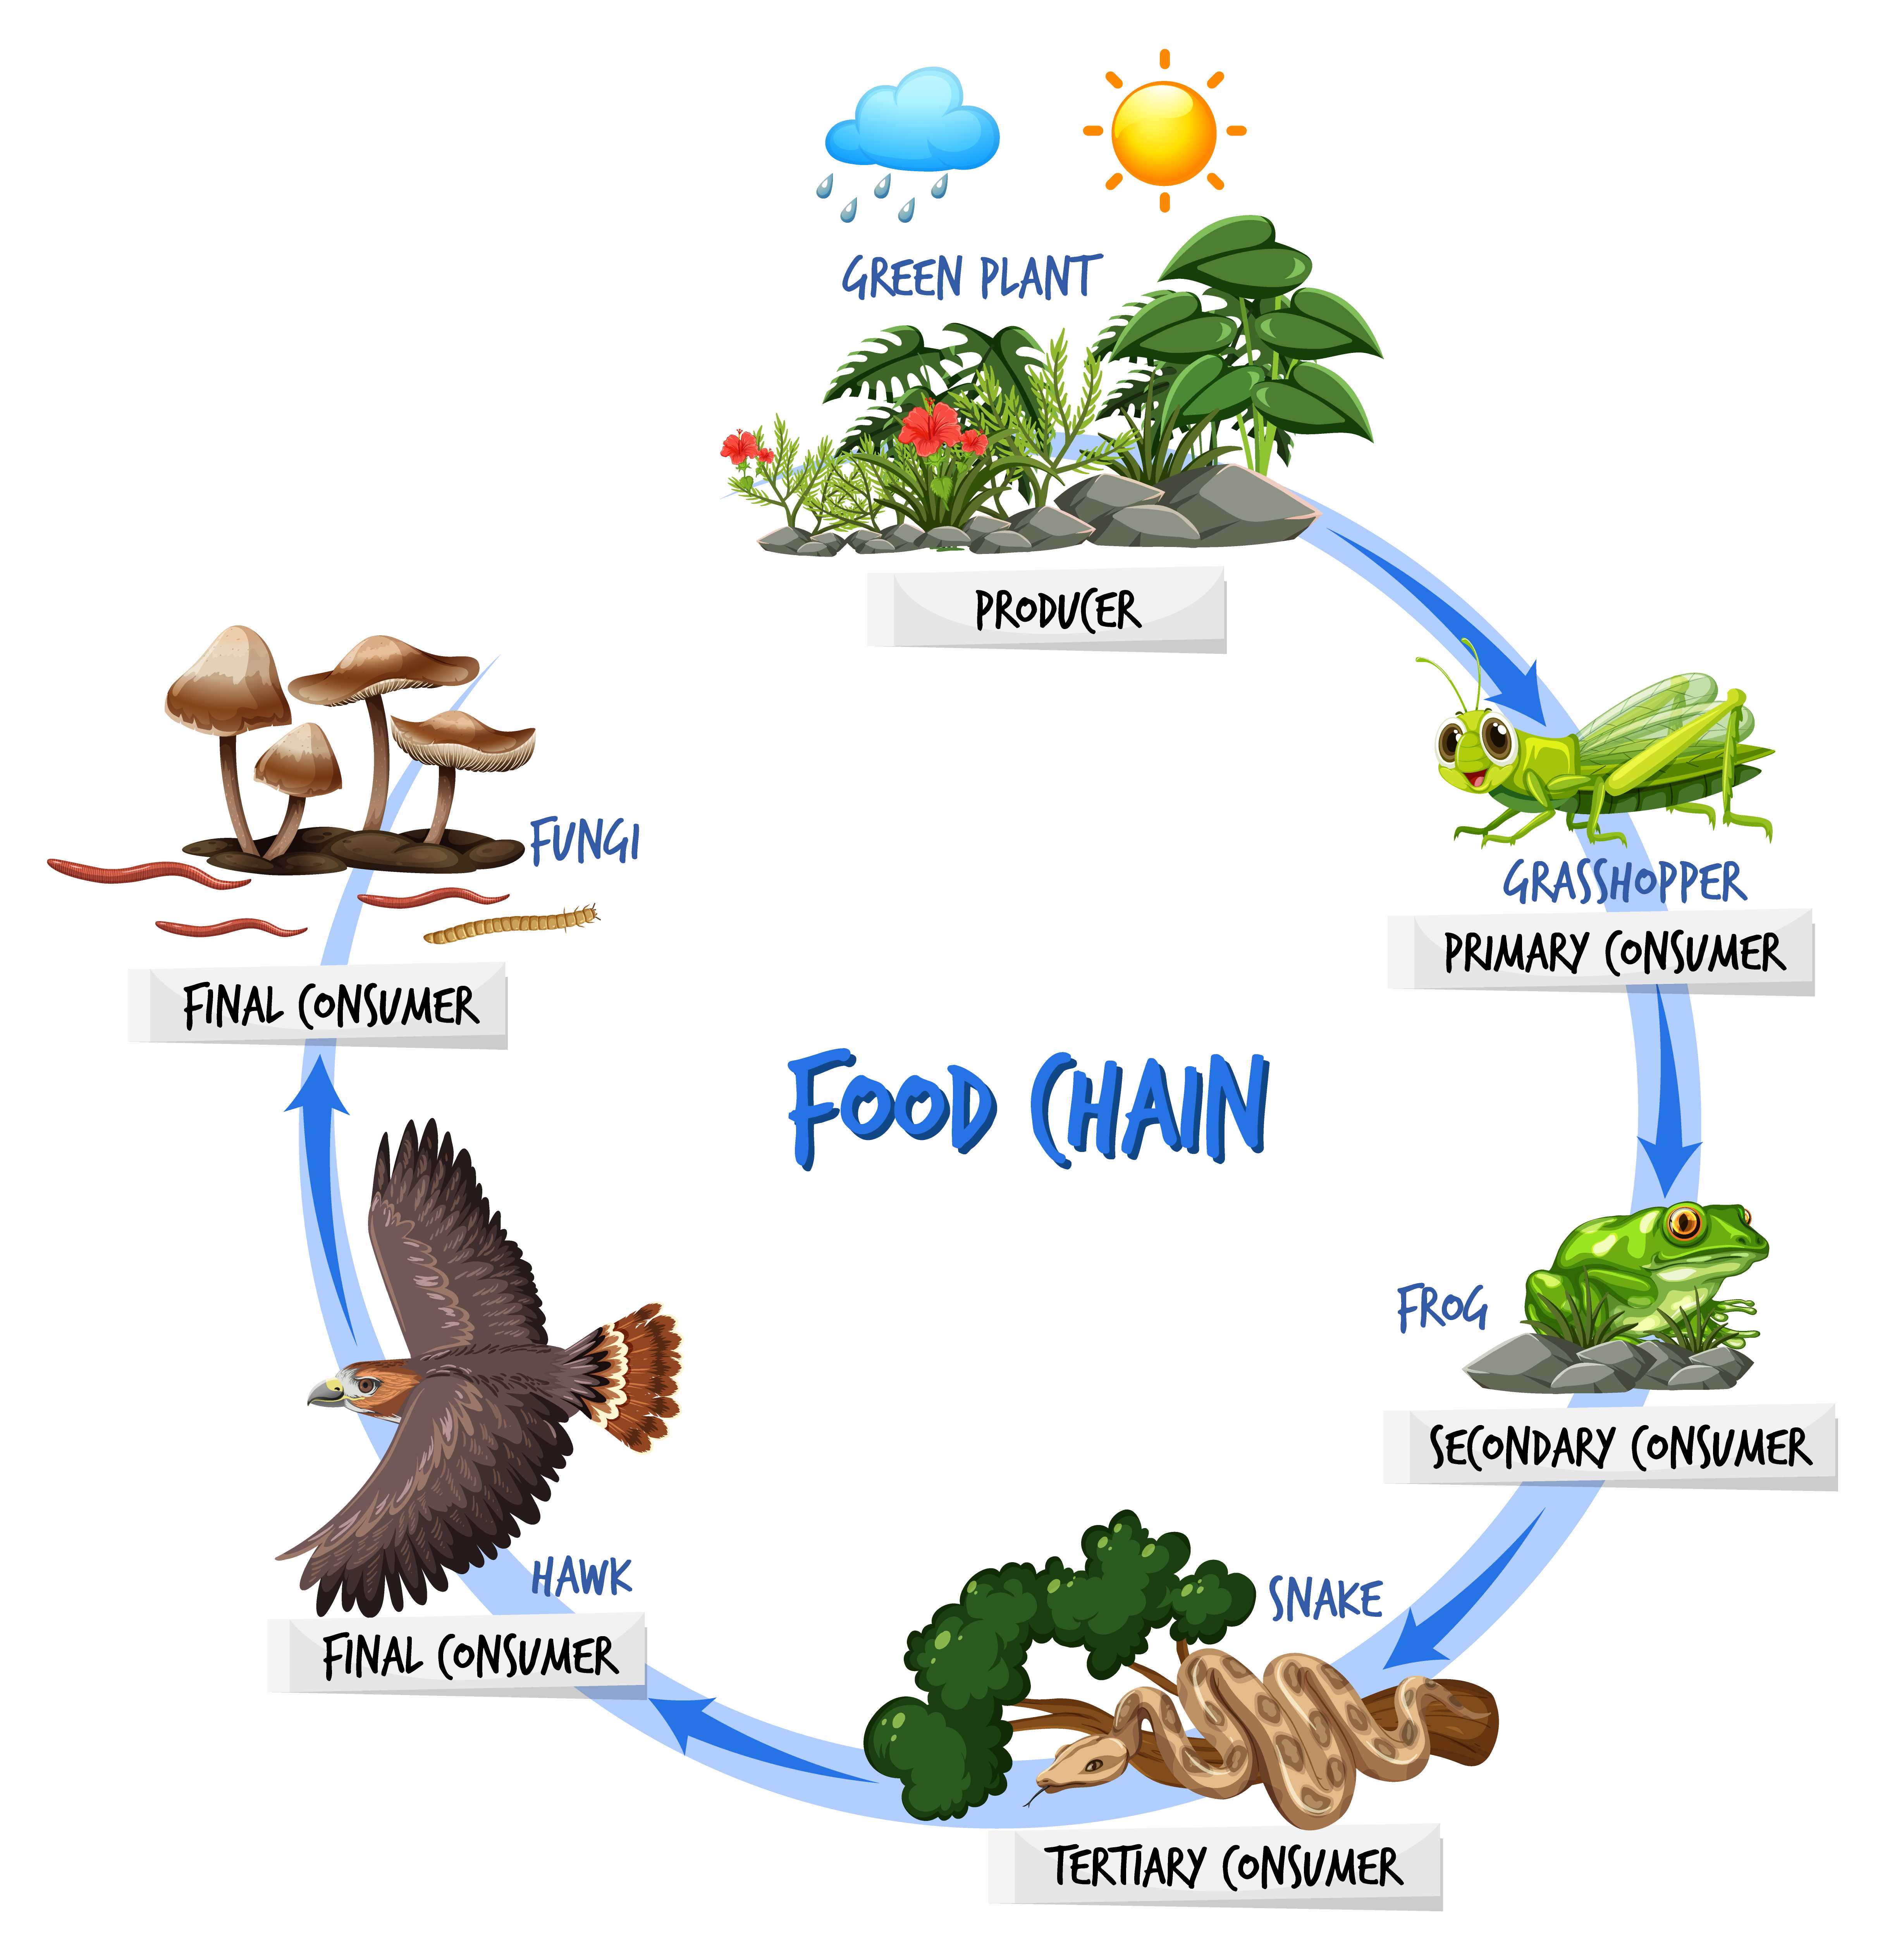 GREEN PLANT
PRODUCER
GRASSHOPPER
PRIMARY CONSUMER
FROG
SECONDARY CONSUMER
SNAKE
TERTIARY CONSUMER
HAWK
FINAL CONSUMER
FUNGI
FINAL CONSUMER
FOOD CHAIN